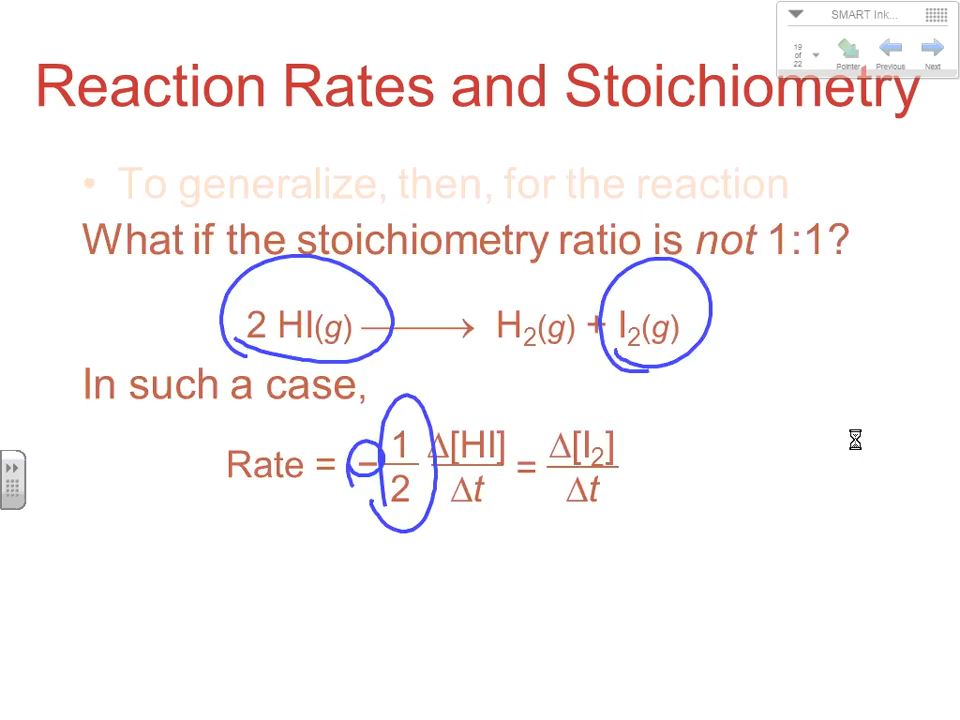 SMART Ink...
19
of
22
Pointer
Previous
Next
Reaction Rates and Stoichiometry
• To generalize, then, for the reaction
What if the stoichiometry ratio is not 1:1?
2 HI(g) ⟶ H₂(g) + I₂(g)
In such a case,
Rate = − 1/2 Δ[HI]/Δt = Δ[I₂]/Δt